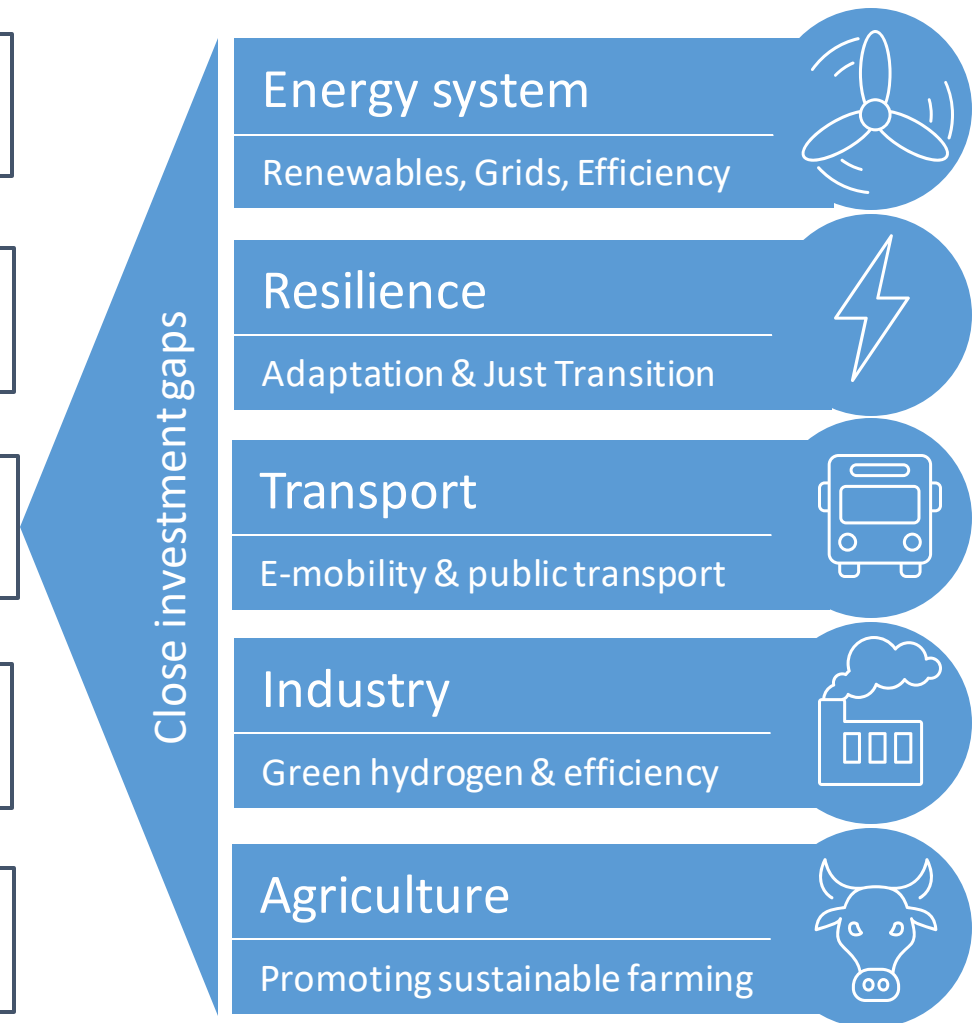 Close investment gaps
Energy system
Renewables, Grids, Efficiency
Resilience
Adaptation & Just Transition
Transport
E-mobility & public transport
Industry
Green hydrogen & efficiency
Agriculture
Promoting sustainable farming